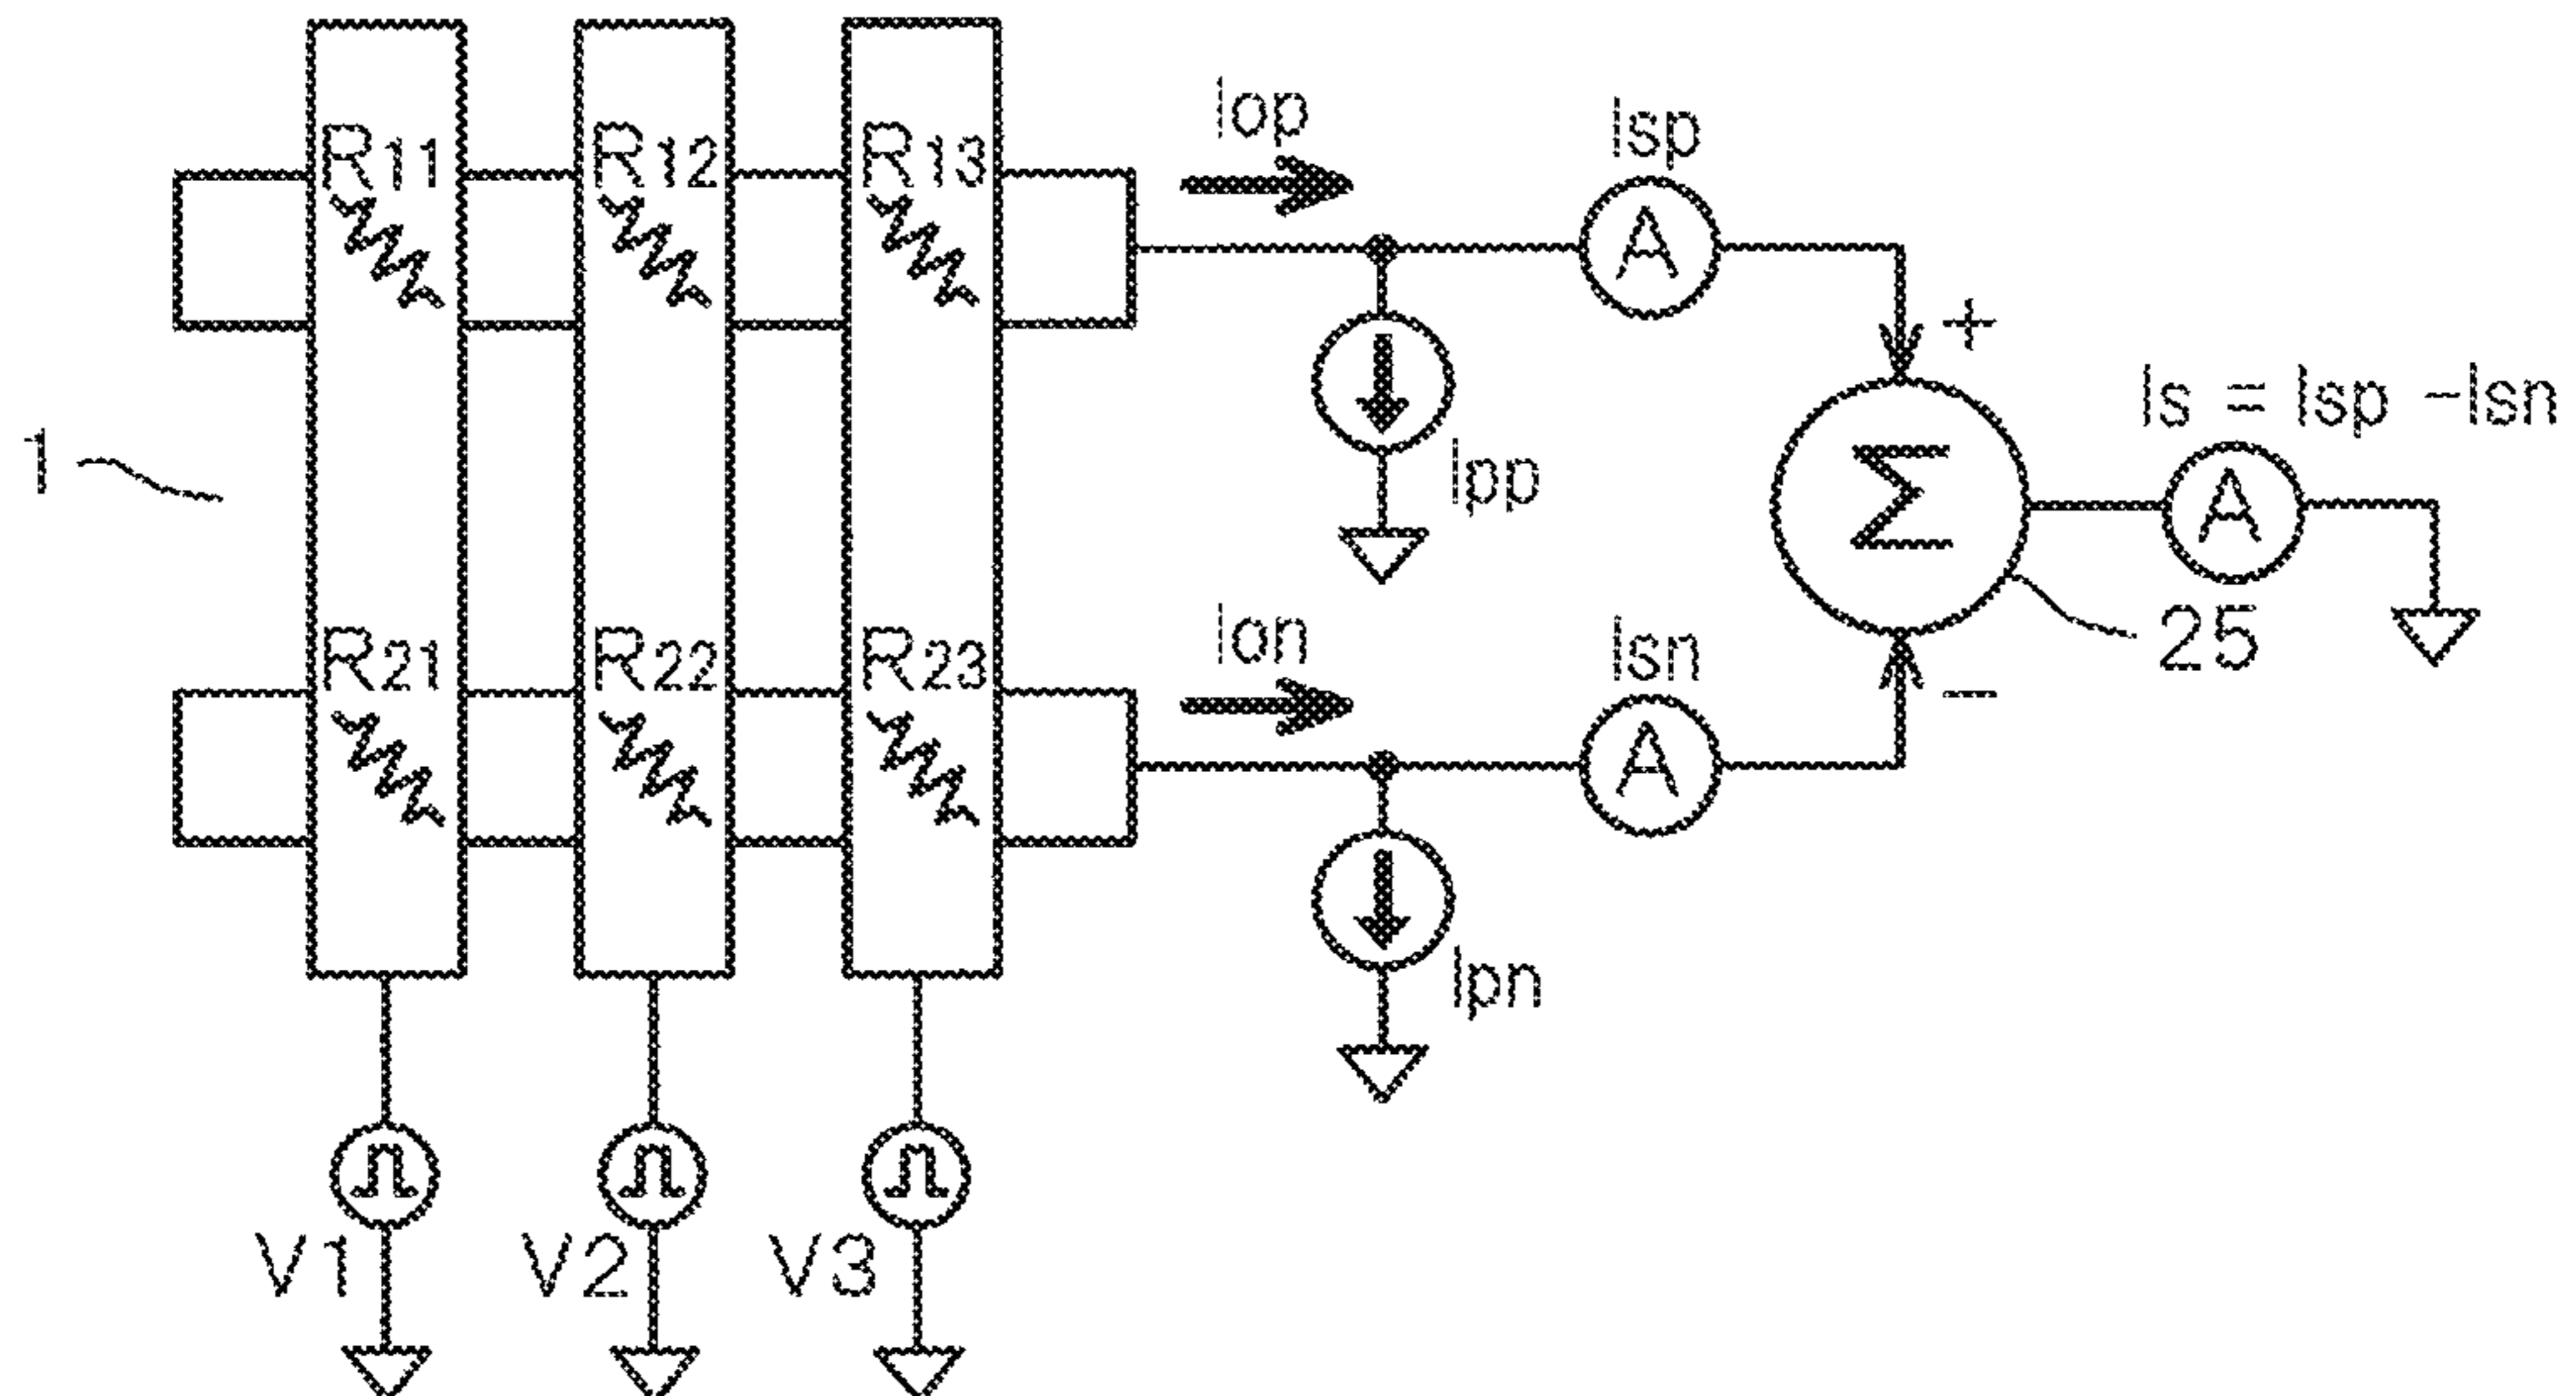 R11 R12 R13
Iop
Isp
A
+
Ipp
Is = Isp -Isn
A
Σ
1
25
R21 R22 R23
Ion
Isn
A
-
Ipn
V1 V2 V3